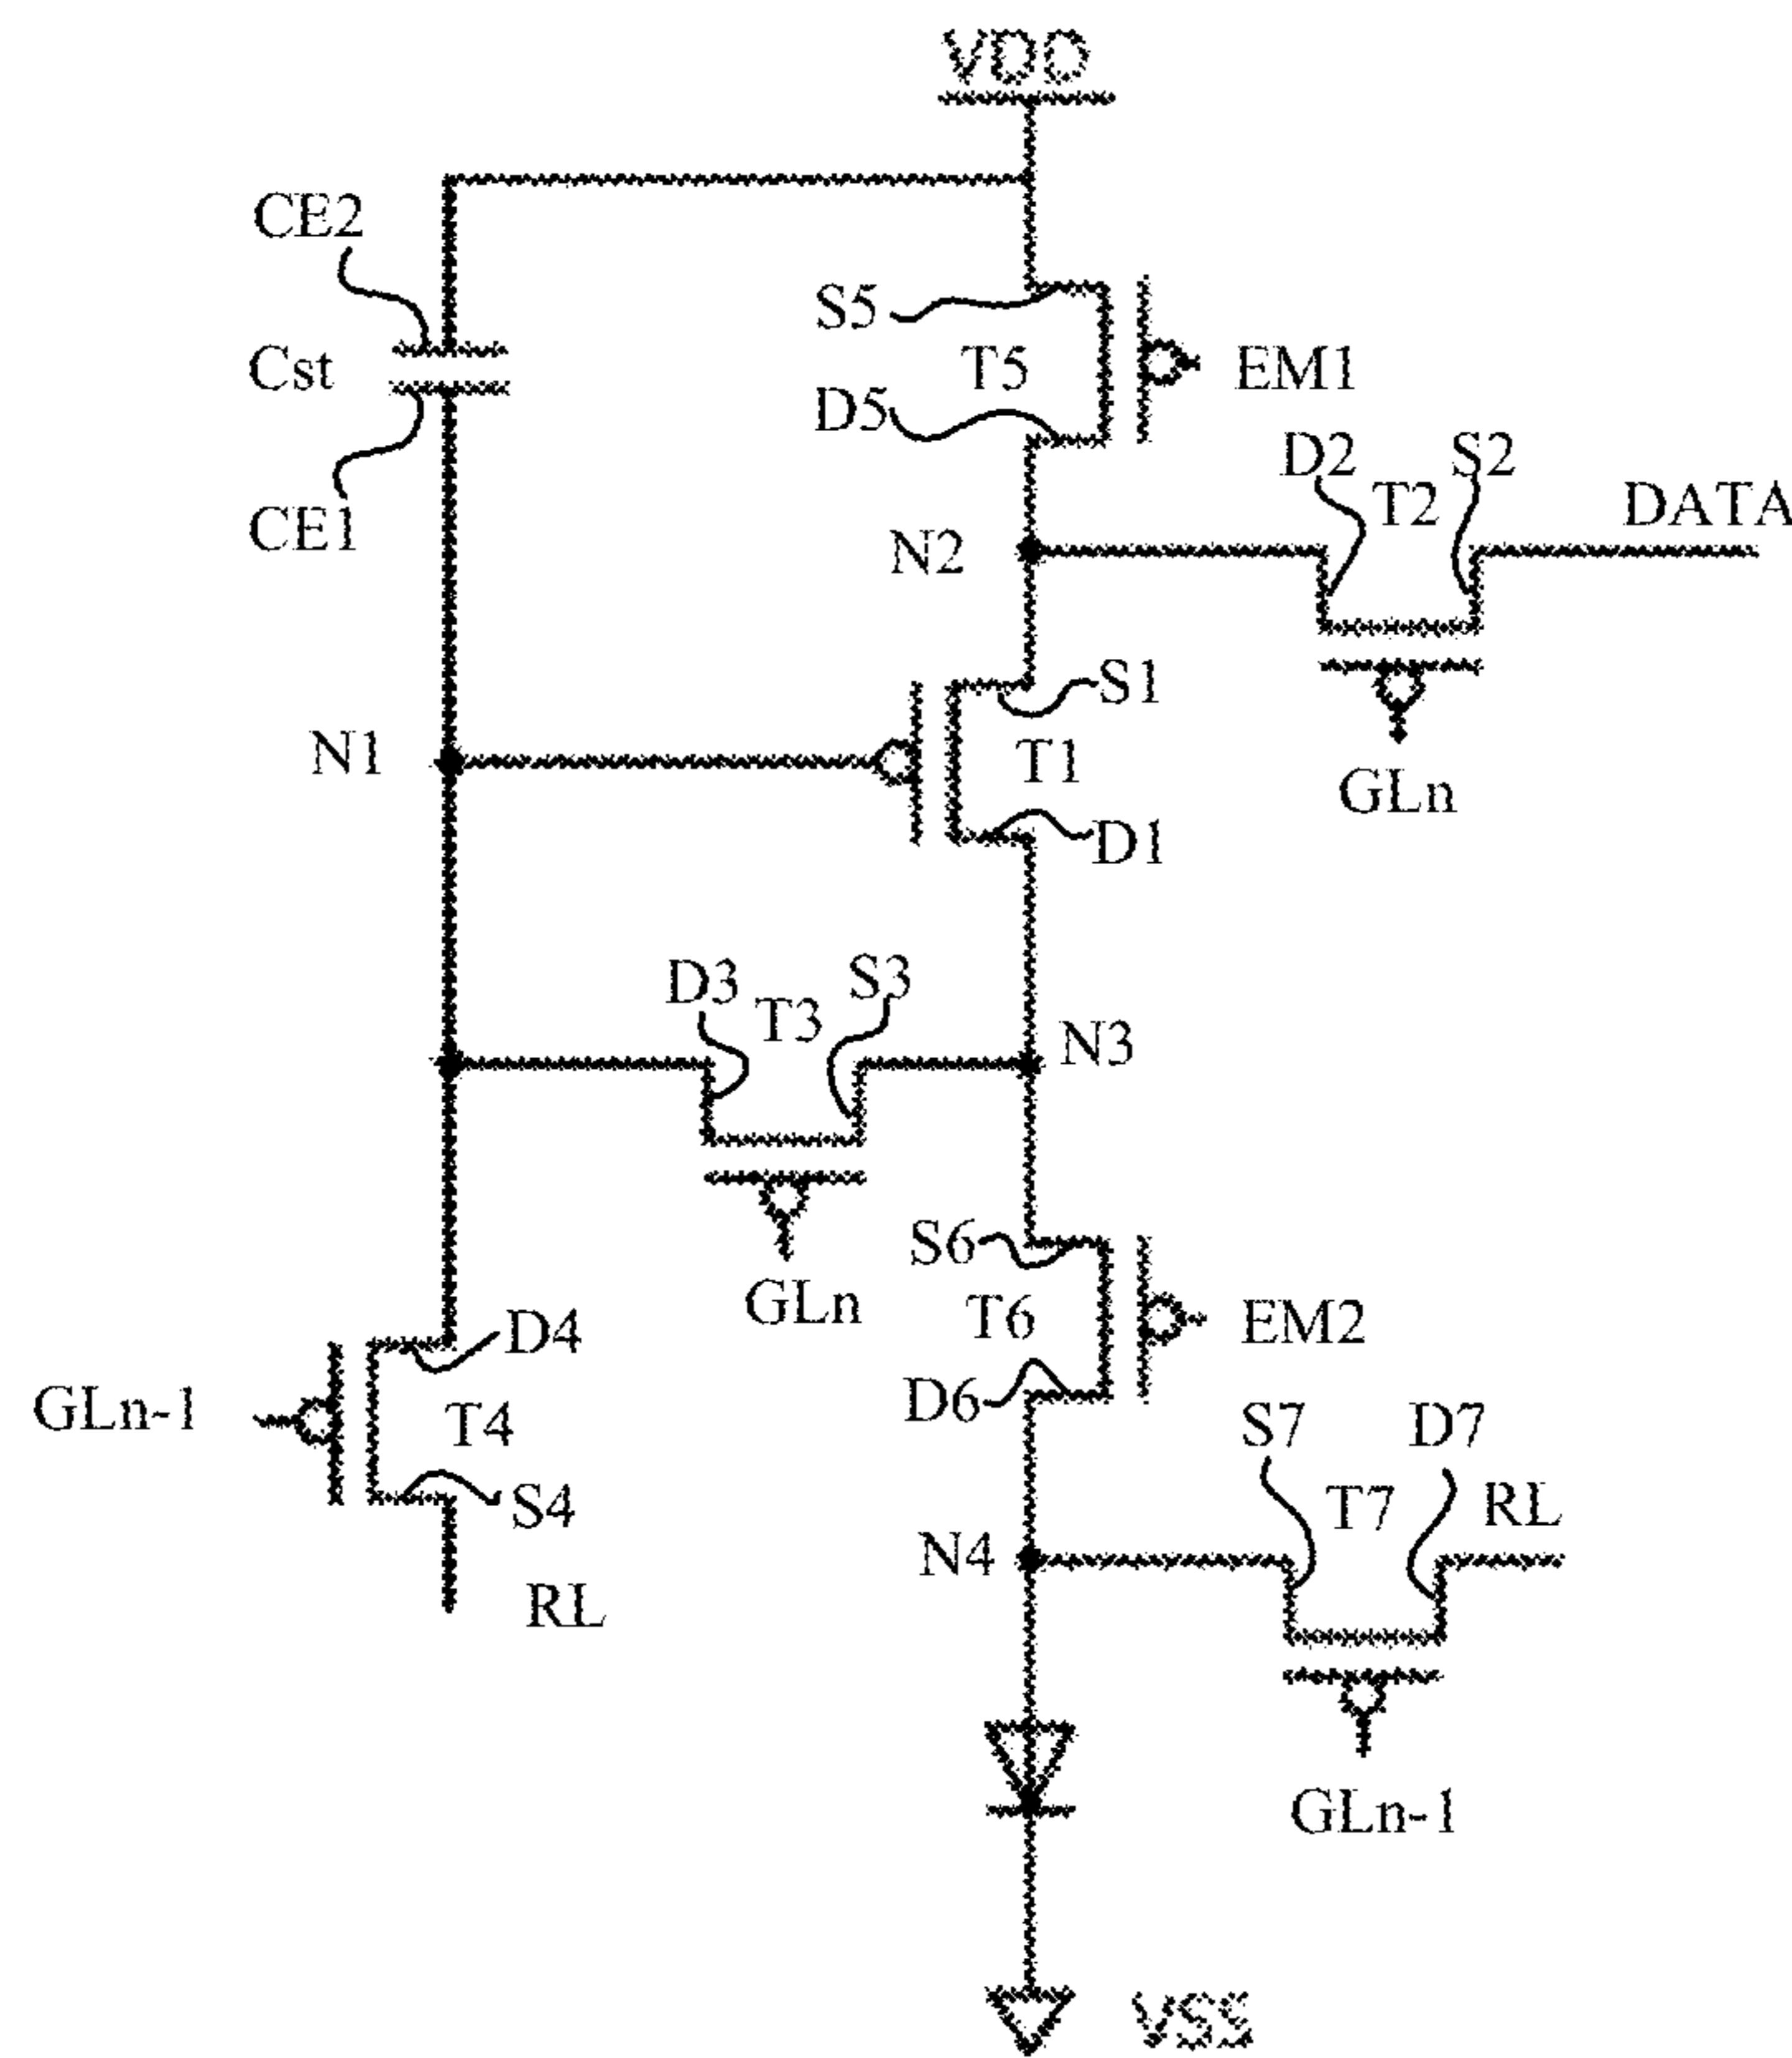 VDD
CE2
S5
Cst
T5
EM1
D5
D2
S2
T2
DATA
CE1
N2
S1
N1
T1
GLn
D1
D3
S3
T3
N3
S6
GLn
T6
EM2
D4
D6
GLn-1
T4
S7
D7
S4
T7
RL
N4
RL
GLn-1
VSS